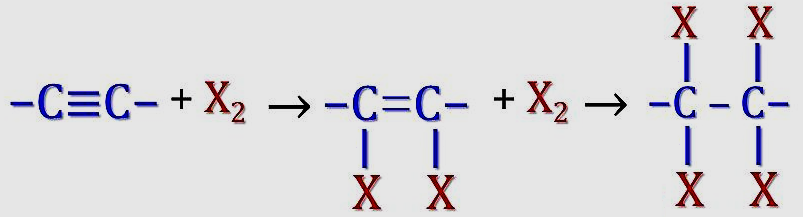 X X
–C≡C– + X₂ → –C=C– + X₂ → –C – C–
X X X X